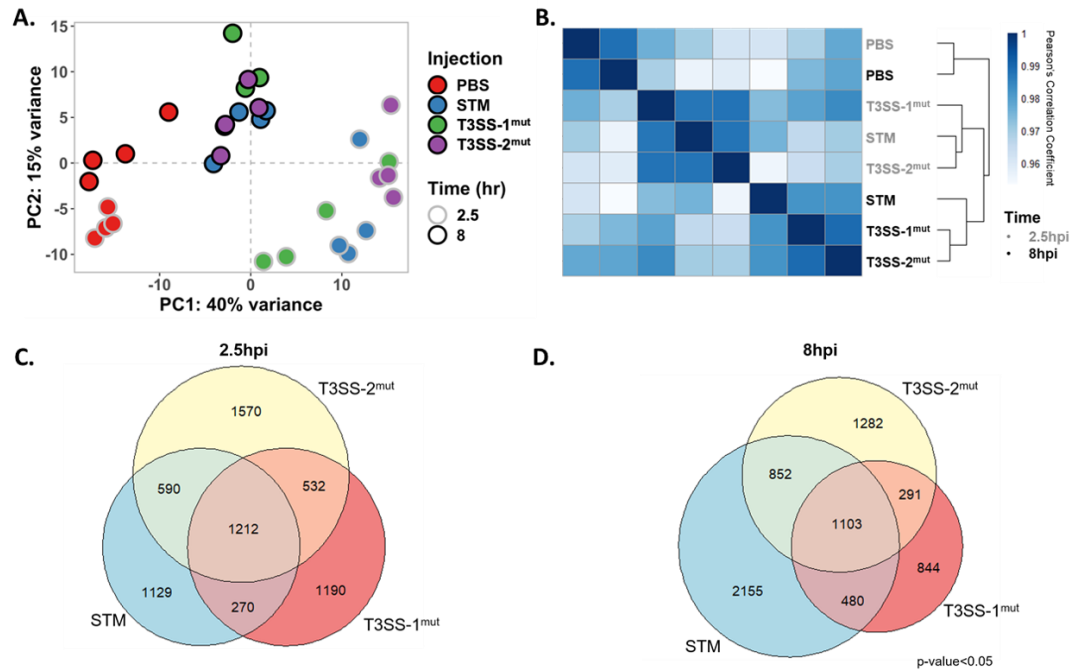 A.
15
10
5
0
-5
-10
-10
0
10
PC2: 15% variance
PC1: 40% variance
Injection
PBS
STM
T3SS-1mut
T3SS-2mut
Time (hr)
2.5
8
B.
PBS
PBS
T3SS-1mut
STM
T3SS-2mut
STM
T3SS-1mut
T3SS-2mut
1
0.99
0.98
0.97
0.96
Pearson's Correlation Coefficient
Time
2.5hpi
8hpi
C.
2.5hpi
T3SS-2mut
1570
590
532
1212
1129
270
1190
STM
T3SS-1mut
D.
8hpi
T3SS-2mut
1282
852
291
1103
844
2155
480
T3SS-1mut
STM
p-value<0.05